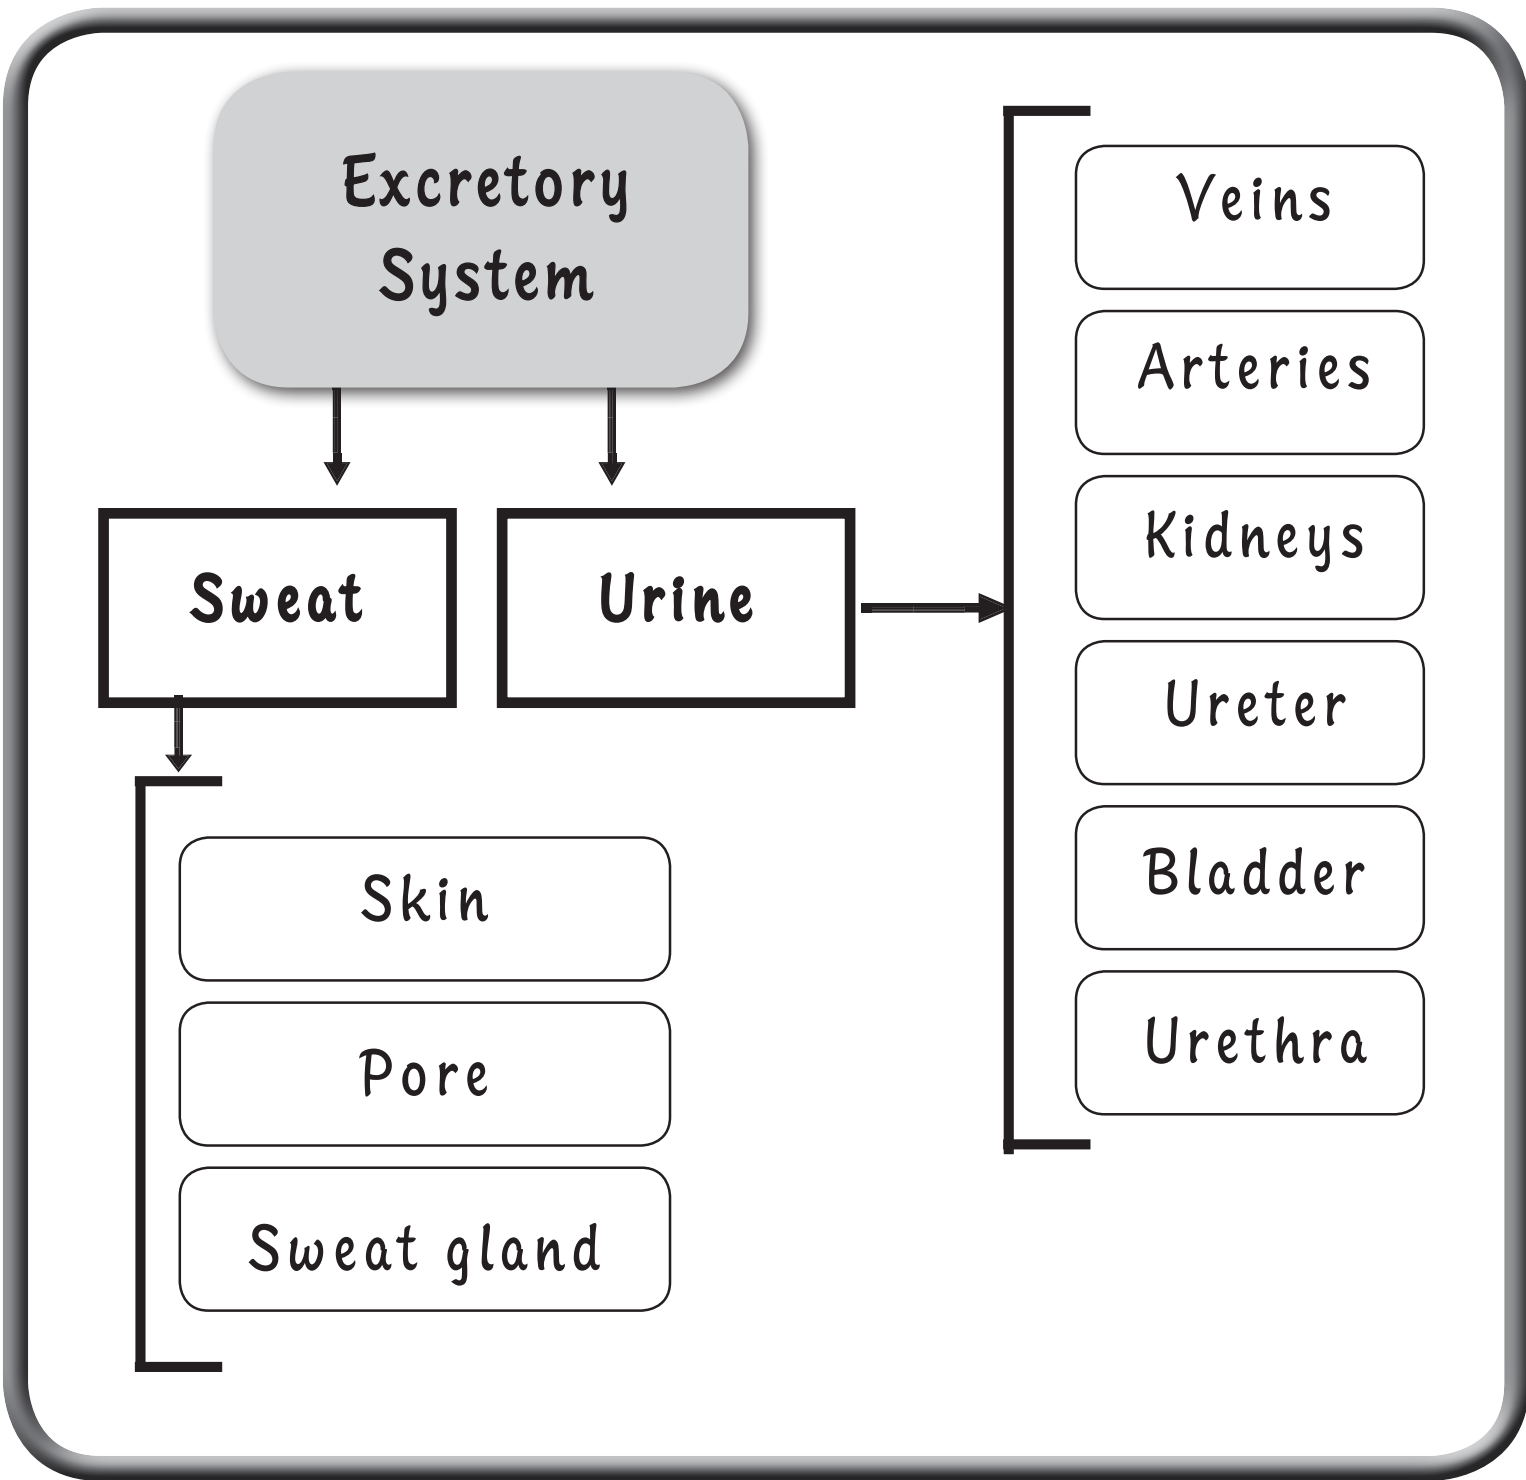 Excretory
System
Sweat
Urine
Skin
Pore
Sweat gland
Veins
Arteries
Kidneys
Ureter
Bladder
Urethra